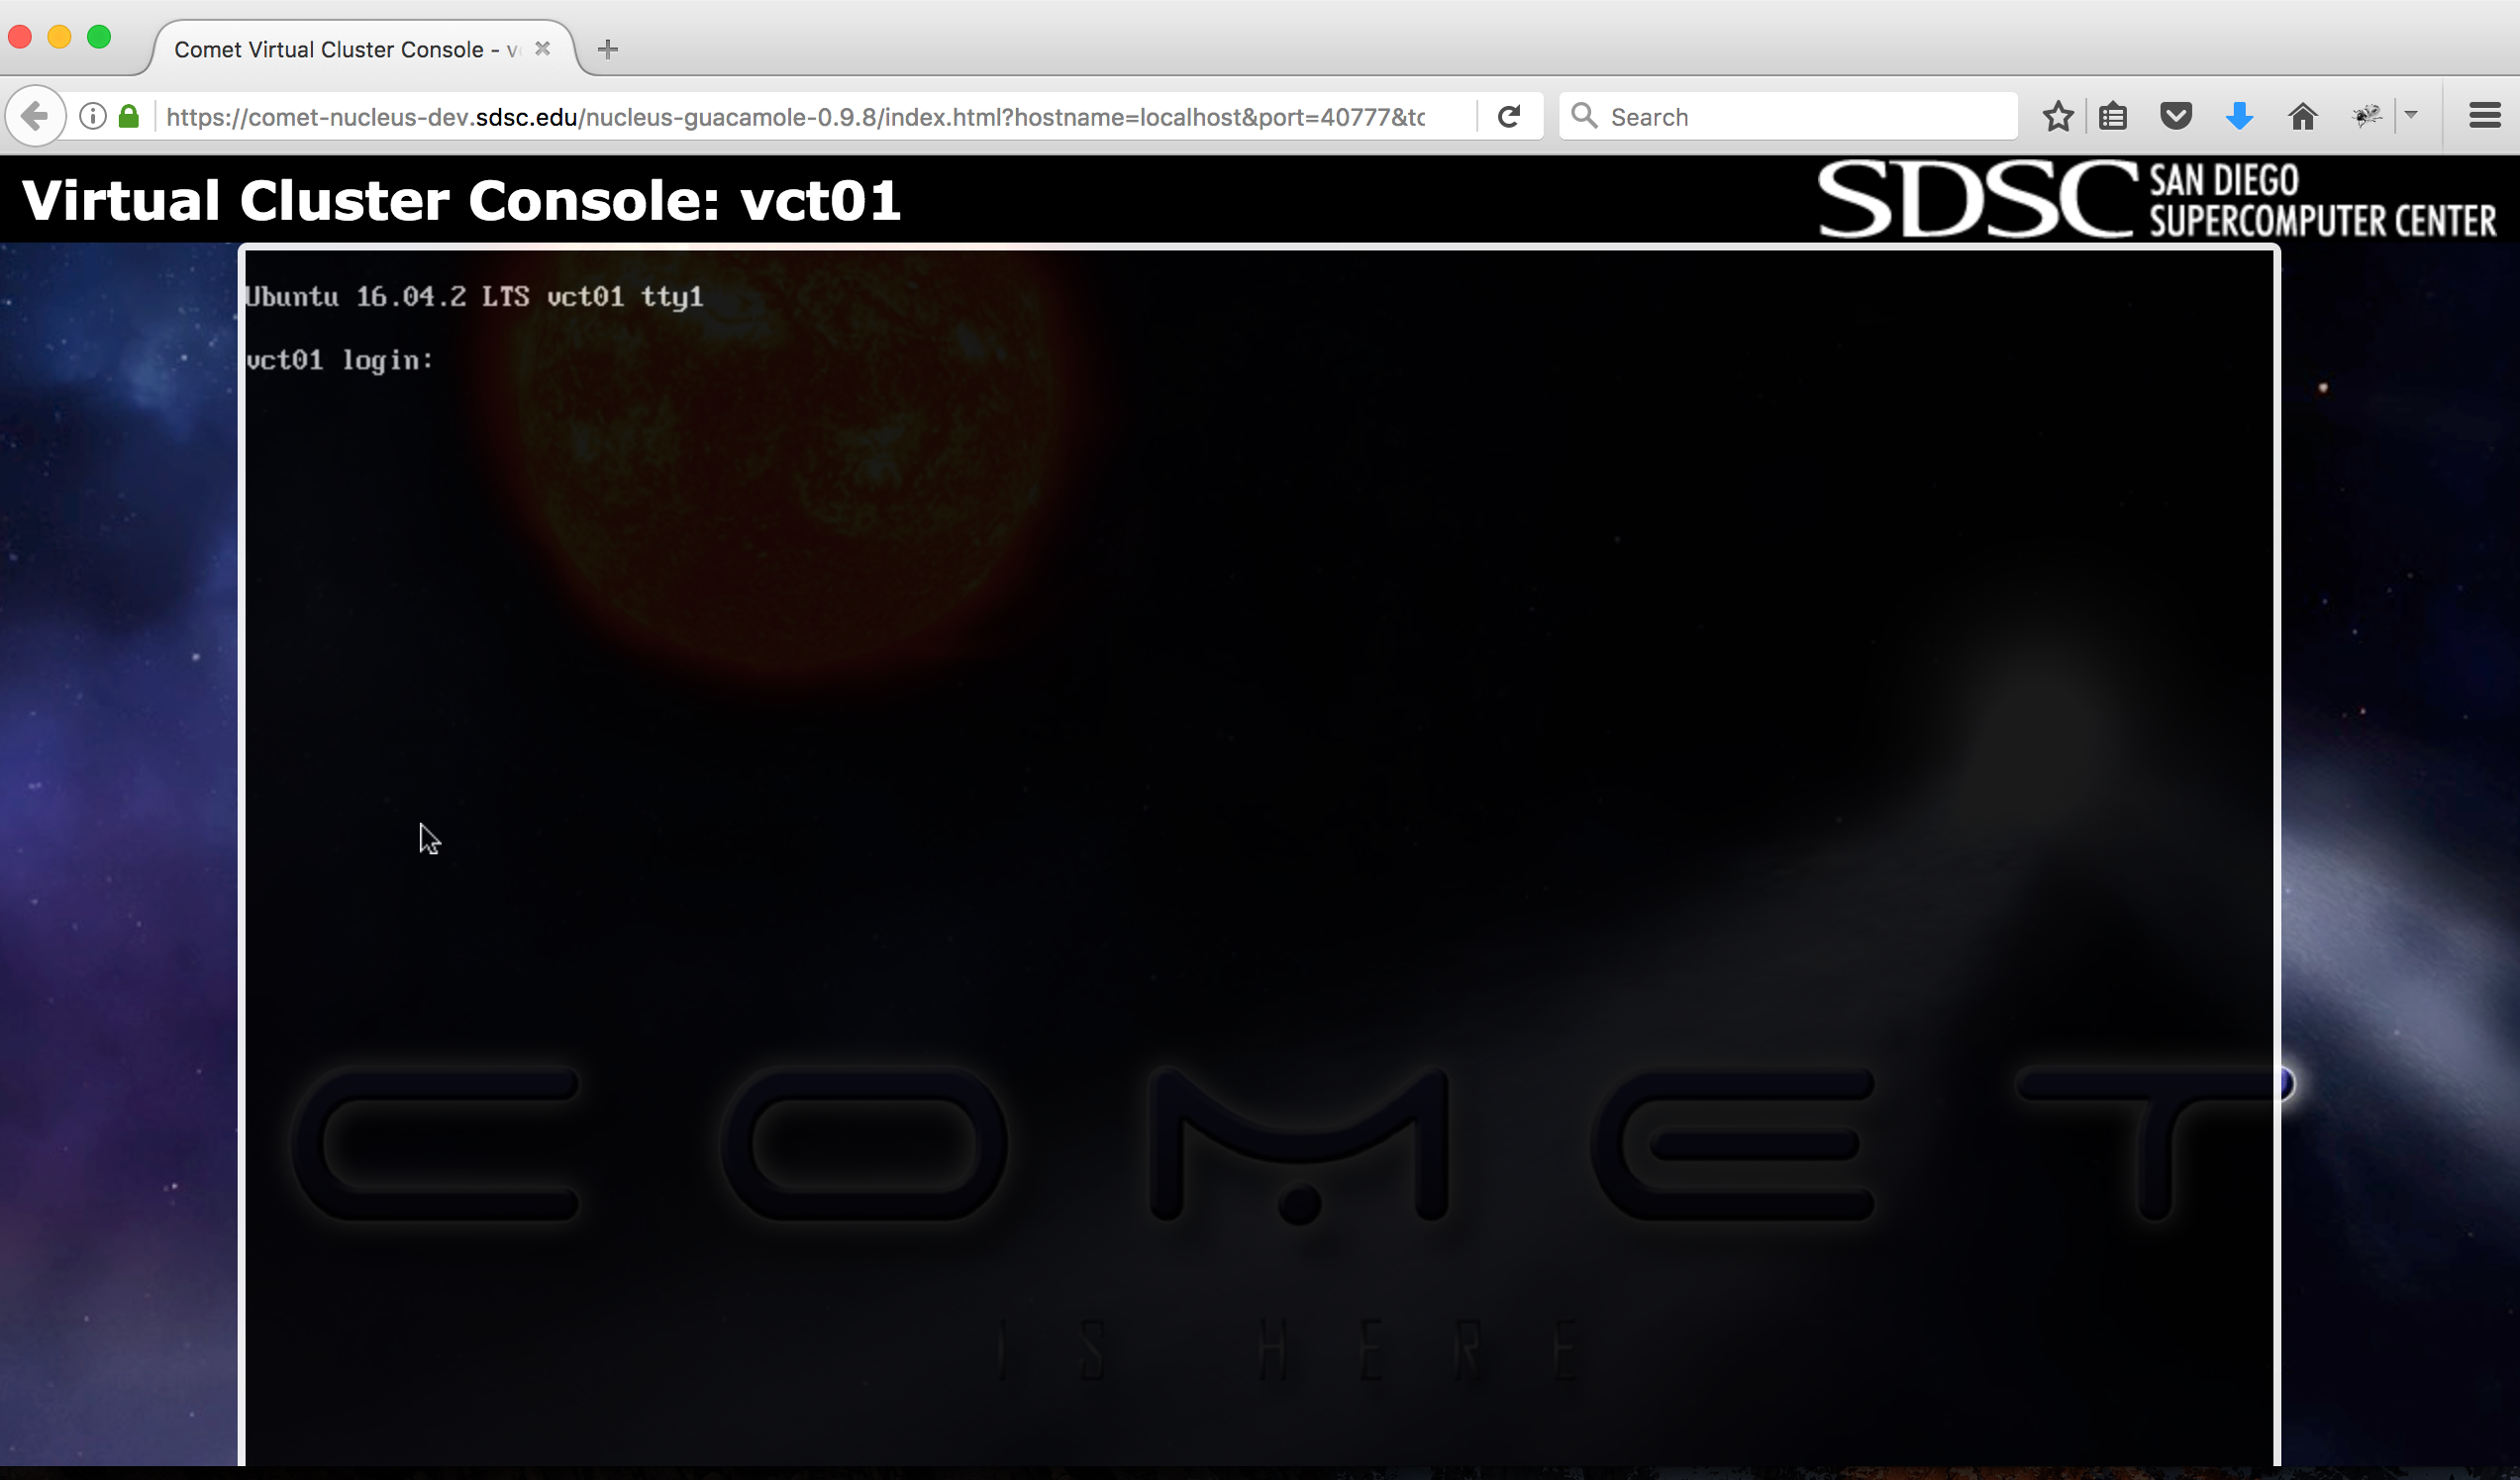 Comet Virtual Cluster Console - v
https://comet-nucleus-dev.sdsc.edu/nucleus-guacamole-0.9.8/index.html?hostname=localhost&port=40777&tc
Search
Virtual Cluster Console: vct01
SDSC
SAN DIEGO
SUPERCOMPUTER CENTER
Ubuntu 16.04.2 LTS vct01 tty1
vct01 login:
COMET
IS HERE